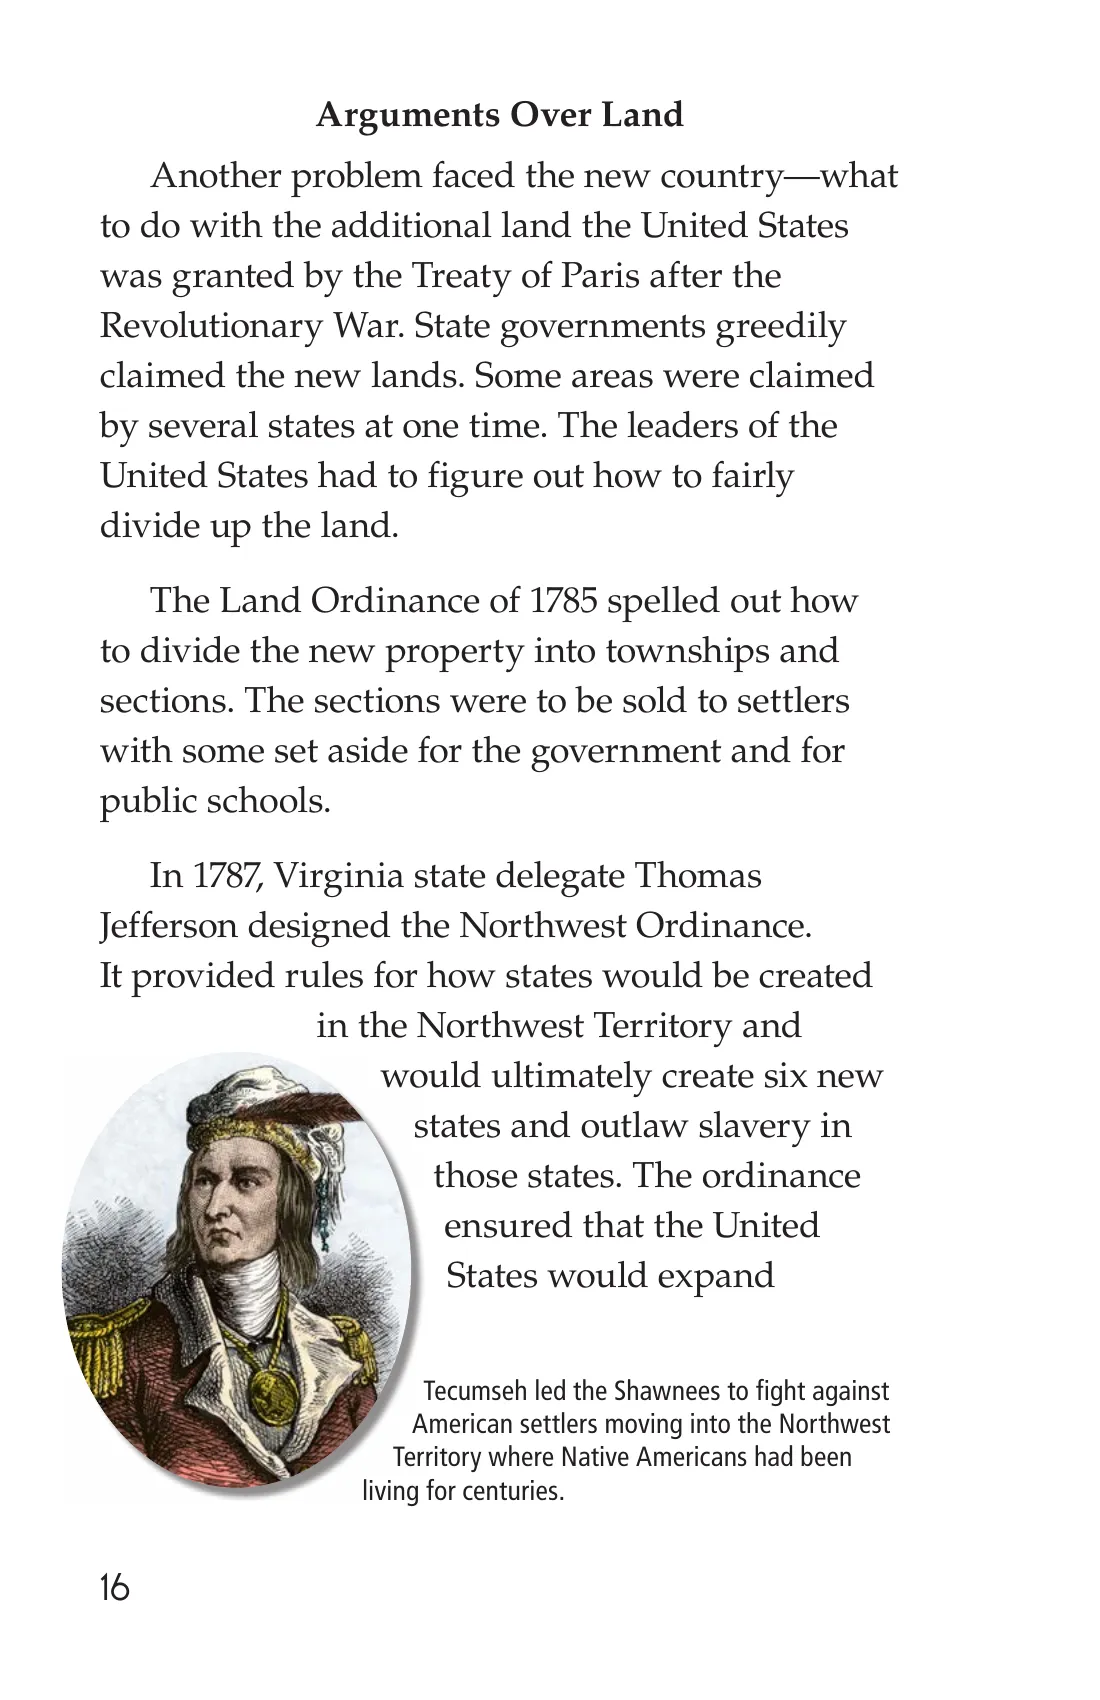 Arguments Over Land
Another problem faced the new country—what
to do with the additional land the United States
was granted by the Treaty of Paris after the
Revolutionary War. State governments greedily
claimed the new lands. Some areas were claimed
by several states at one time. The leaders of the
United States had to figure out how to fairly
divide up the land.
The Land Ordinance of 1785 spelled out how
to divide the new property into townships and
sections. The sections were to be sold to settlers
with some set aside for the government and for
public schools.
In 1787, Virginia state delegate Thomas
Jefferson designed the Northwest Ordinance.
It provided rules for how states would be created
in the Northwest Territory and
would ultimately create six new
states and outlaw slavery in
those states. The ordinance
ensured that the United
States would expand
Tecumseh led the Shawnees to fight against
American settlers moving into the Northwest
Territory where Native Americans had been
living for centuries.
16